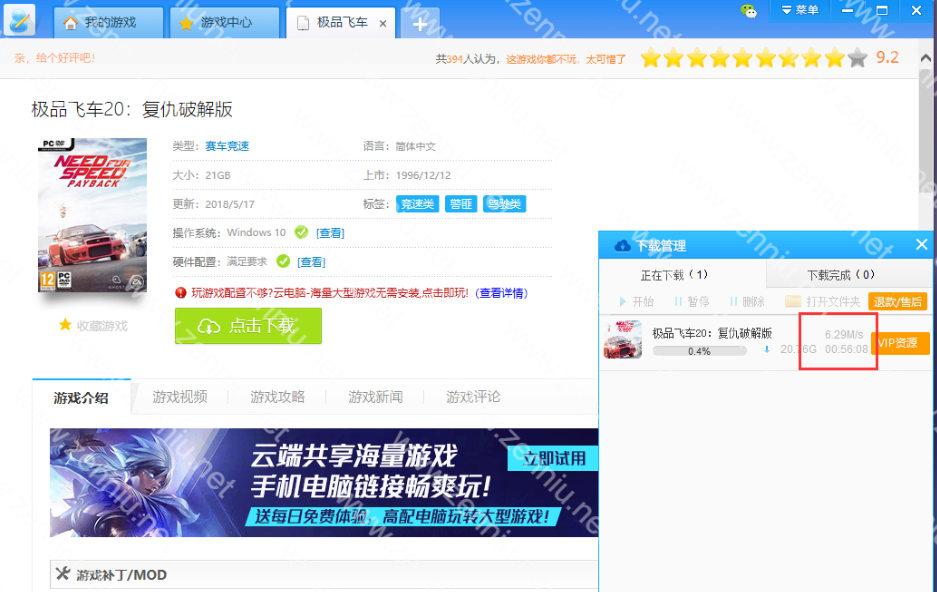 我的游戏 游戏中心 极品飞车 × + 菜单
亲,给个好评吧!
共394人认为,这游戏你都不玩、太可惜了 9.2
极品飞车20:复仇破解版
PC DVD
NEED FOR
SPEED
PAYBACK
12 PC DVD EA
类型:赛车竞速 语言:简体中文
大小:21GB 上市:1996/12/12
更新:2018/5/17 标签:竞速类 警匪 驾驶类
操作系统:Windows 10 [查看]
硬件配置:满足要求 [查看]
玩游戏配置不够?云电脑-海量大型游戏无需安装,点击即玩!(查看详情)
收藏游戏
点击下载
下载管理
正在下载(1) 下载完成(0)
开始 暂停 删除 打开文件夹 退款/售后
极品飞车20:复仇破解版 6.29M/s VIP资源
0.4% 20.76G 00:56:08
游戏介绍 游戏视频 游戏攻略 游戏新闻 游戏评论
云端共享海量游戏
手机电脑链接畅爽玩!
立即试用
送每日免费体验,高配电脑玩转大型游戏!
游戏补丁/MOD
www.zenniu.net